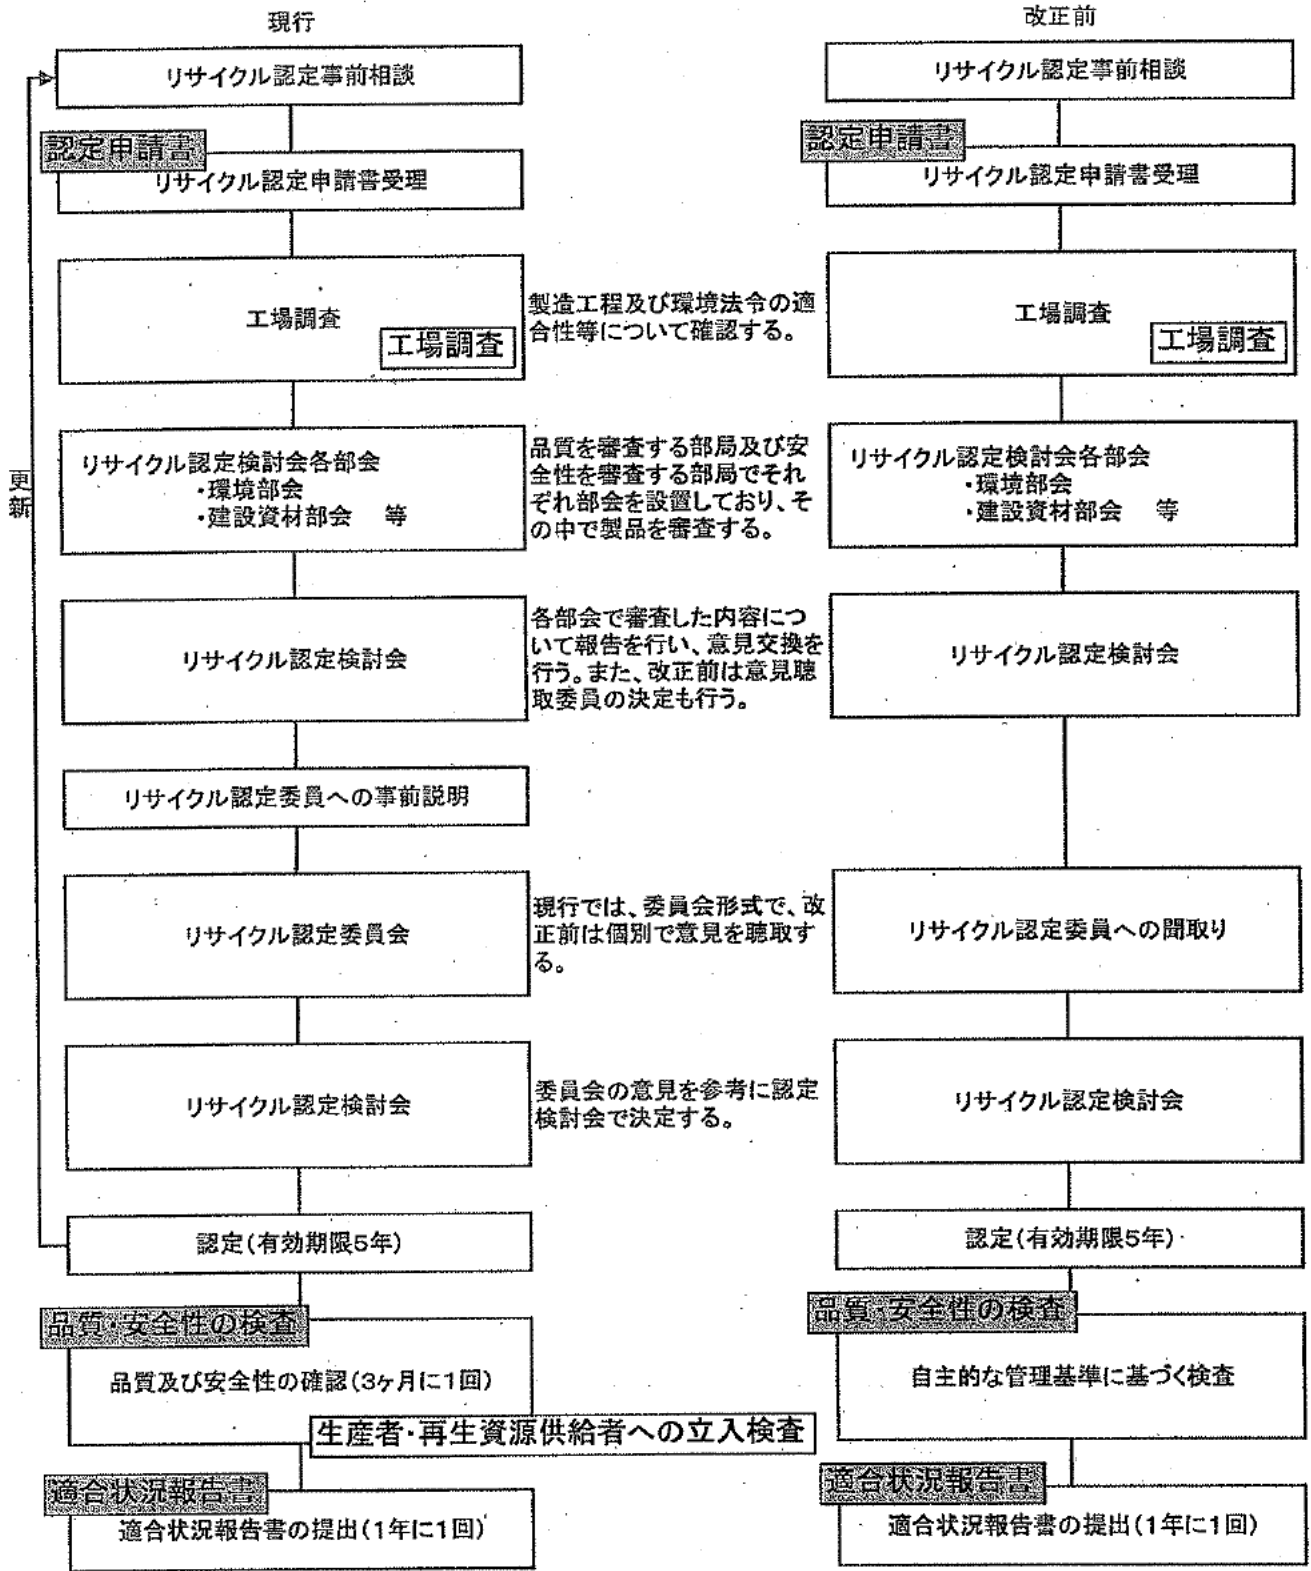 現行
リサイクル認定事前相談
認定申請書
リサイクル認定申請書受理
工場調査
工場調査
製造工程及び環境法令の適
合性等について確認する。
リサイクル認定検討会各部会
・環境部会
・建設資材部会 等
品質を審査する部局及び安
全性を審査する部局でそれ
ぞれ部会を設置しており、そ
の中で製品を審査する。
更新
リサイクル認定検討会
各部会で審査した内容につ
いて報告を行い、意見交換を
行う。また、改正前は意見聴
取委員の決定も行う。
リサイクル認定委員への事前説明
リサイクル認定委員会
現行では、委員会形式で、改
正前は個別で意見を聴取す
る。
リサイクル認定検討会
委員会の意見を参考に認定
検討会で決定する。
認定(有効期限5年)
品質・安全性の検査
品質及び安全性の確認(3ヶ月に1回)
生産者・再生資源供給者への立入検査
適合状況報告書
適合状況報告書の提出(1年に1回)
改正前
リサイクル認定事前相談
認定申請書
リサイクル認定申請書受理
工場調査
工場調査
リサイクル認定検討会各部会
・環境部会
・建設資材部会 等
リサイクル認定検討会
リサイクル認定委員への聞取り
リサイクル認定検討会
認定(有効期限5年)
品質・安全性の検査
自主的な管理基準に基づく検査
適合状況報告書
適合状況報告書の提出(1年に1回)